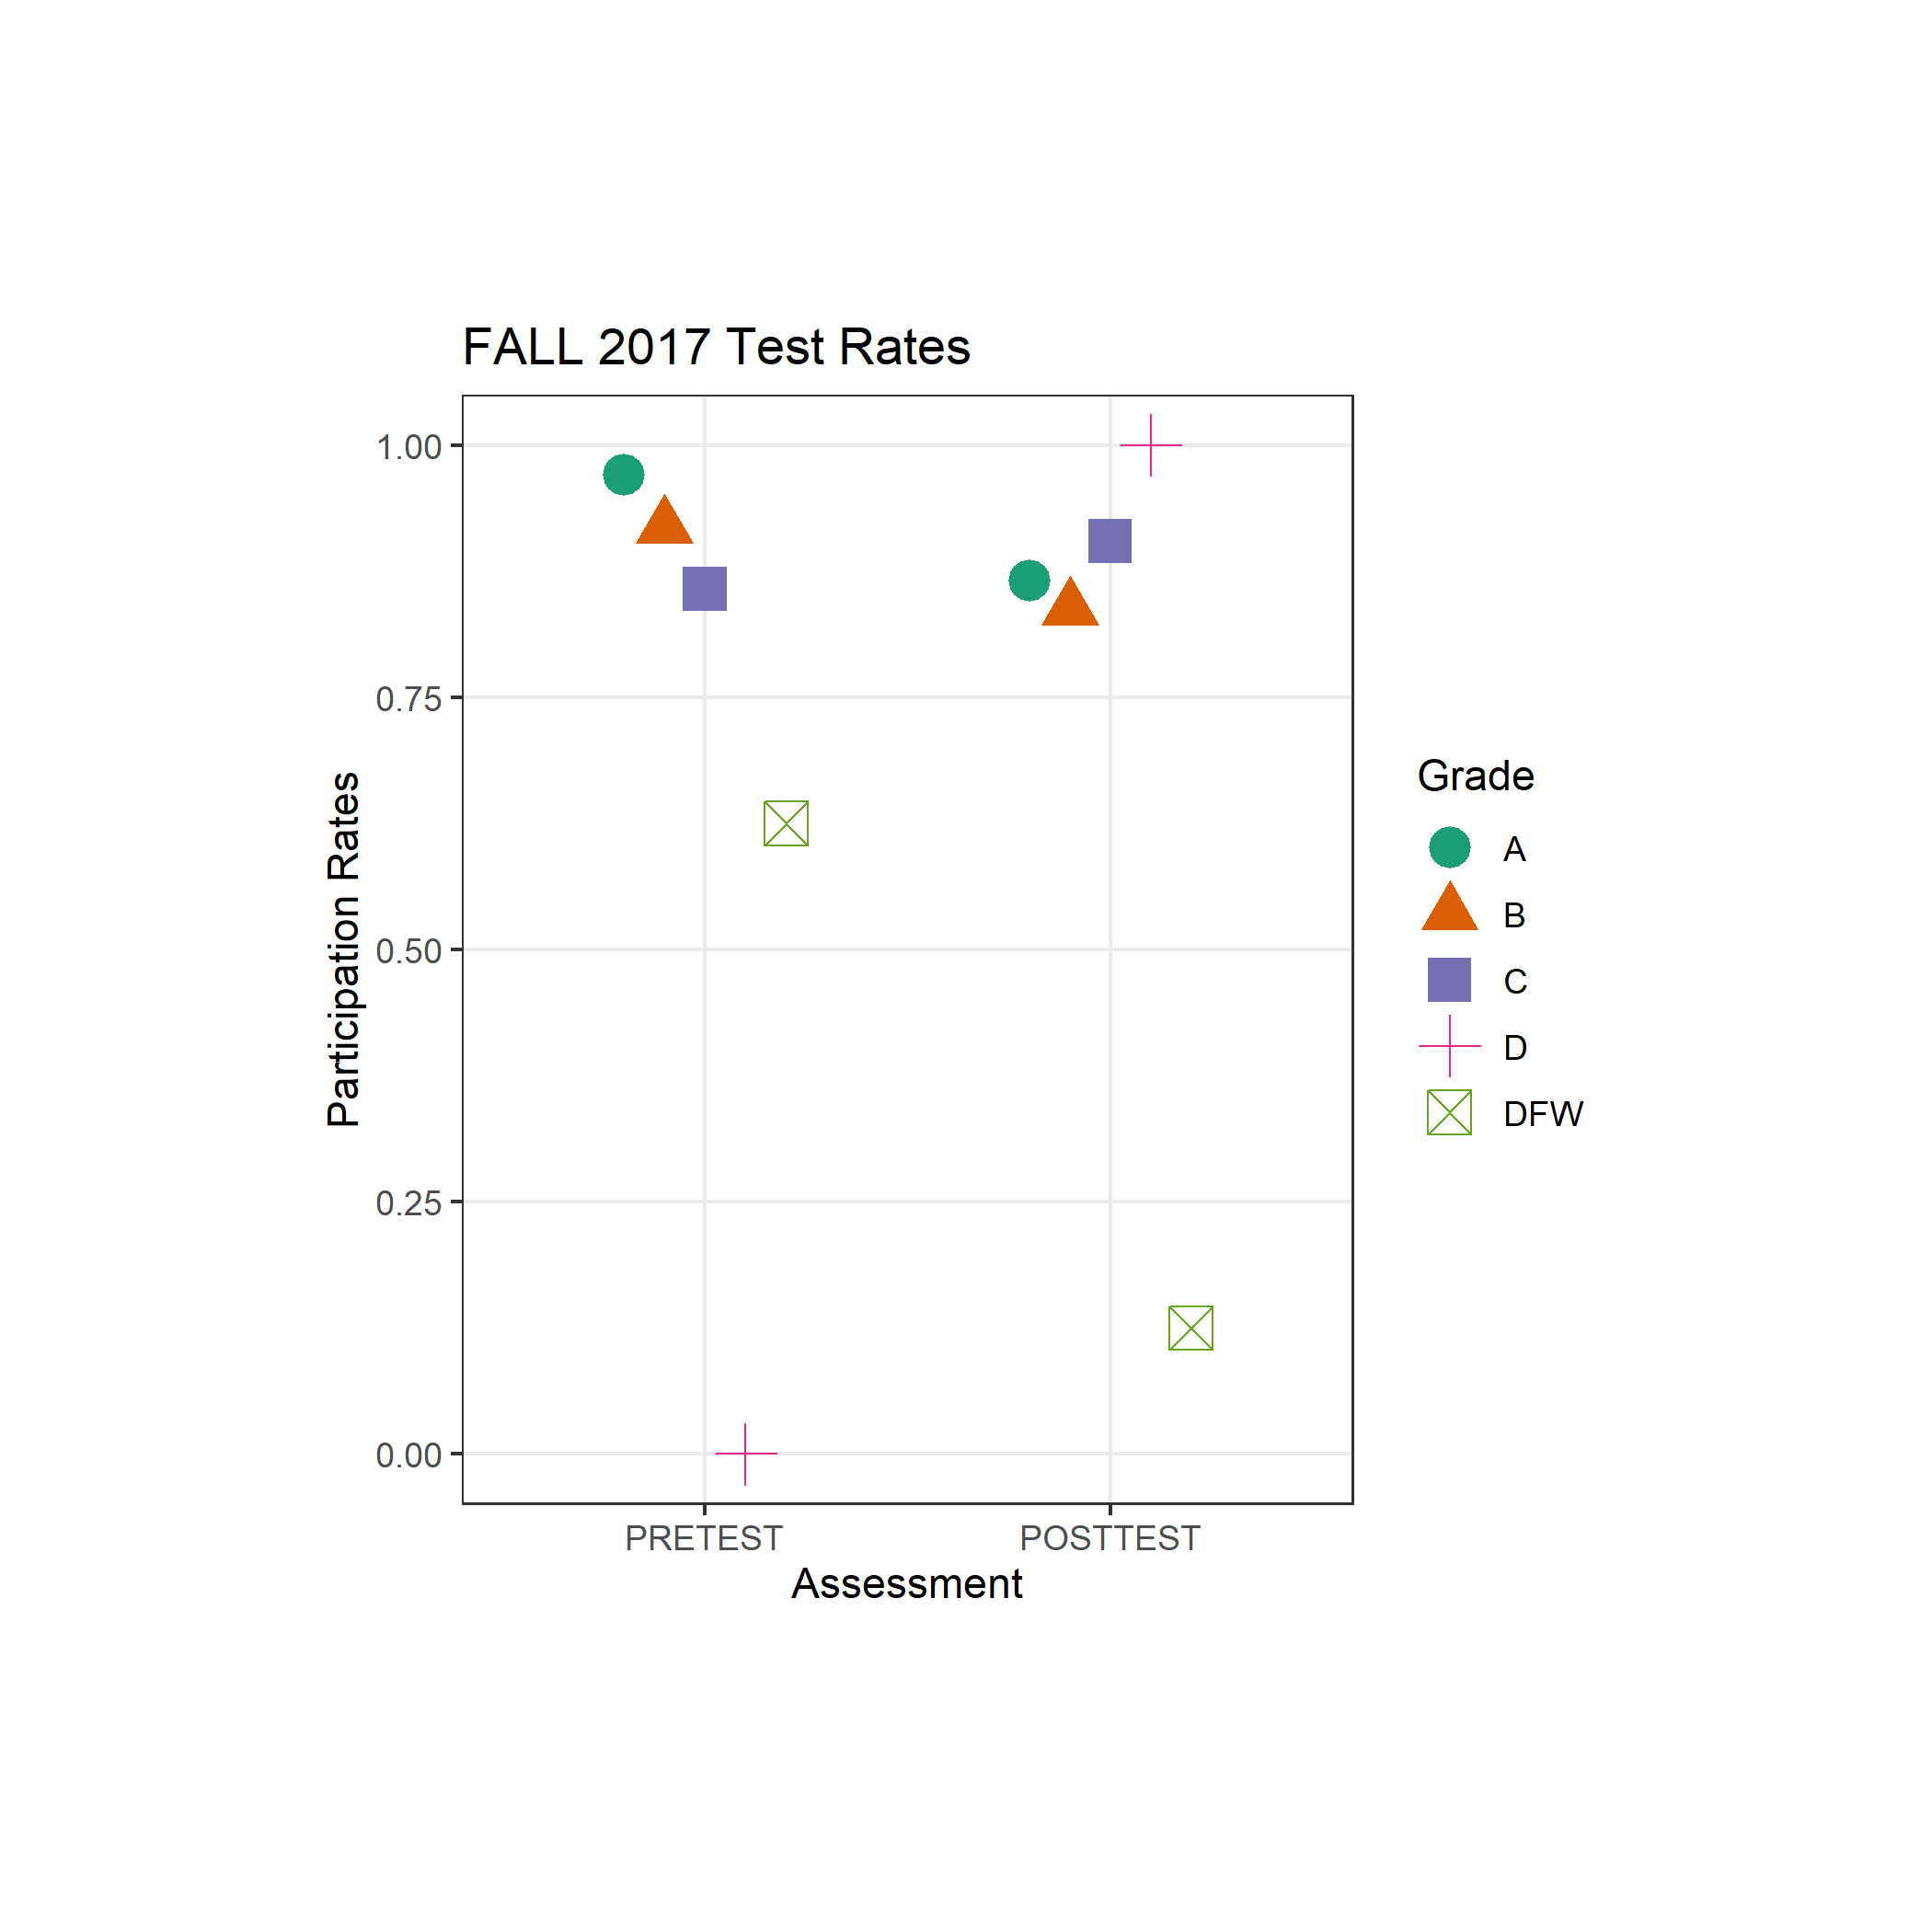 FALL 2017 Test Rates
1.00
0.75
0.50
0.25
0.00
Participation Rates
PRETEST
POSTTEST
Assessment
Grade
A
B
C
D
DFW